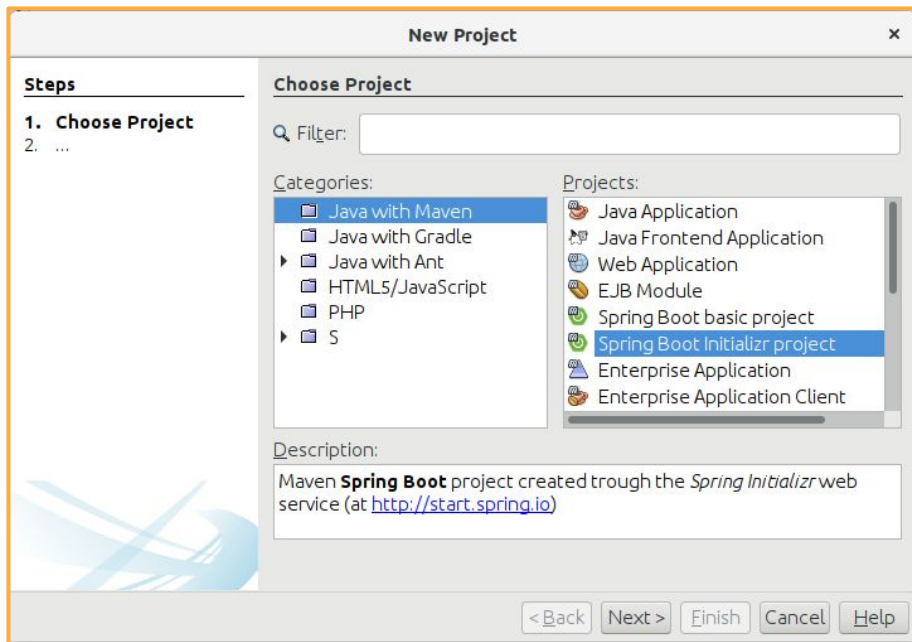 New Project
×
Steps
1. Choose Project
2. ...
Choose Project
Filter:
Categories:
Java with Maven
Java with Gradle
Java with Ant
HTML5/JavaScript
PHP
S
Projects:
Java Application
Java Frontend Application
Web Application
EJB Module
Spring Boot basic project
Spring Boot Initializr project
Enterprise Application
Enterprise Application Client
Description:
Maven Spring Boot project created trough the Spring Initializr web
service (at http://start.spring.io)
< Back Next > Finish Cancel Help